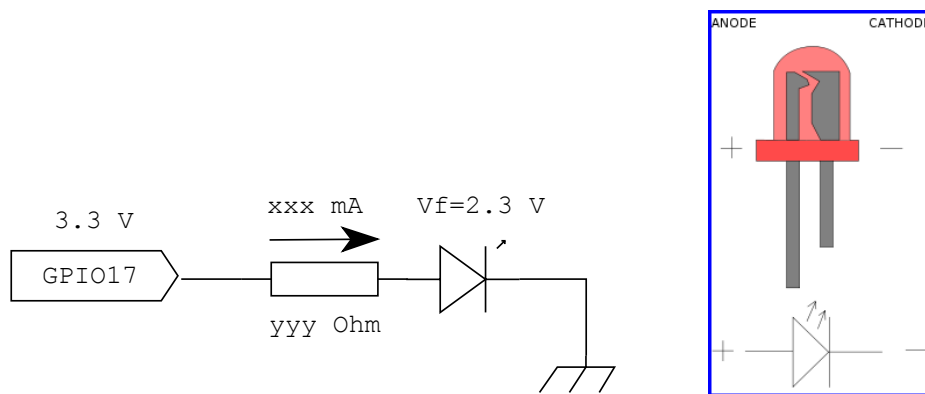 ANODE CATHODE
xxx mA Vf=2.3 V
3.3 V
GPIO17
yyy Ohm
+ —
+ —